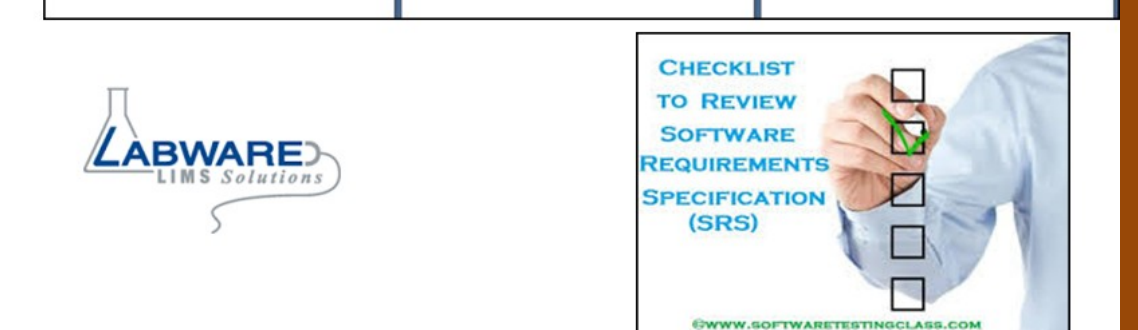 LABWARE
LIMS Solutions
CHECKLIST
TO REVIEW
SOFTWARE
REQUIREMENTS
SPECIFICATION
(SRS)
©WWW.SOFTWARETESTINGCLASS.COM